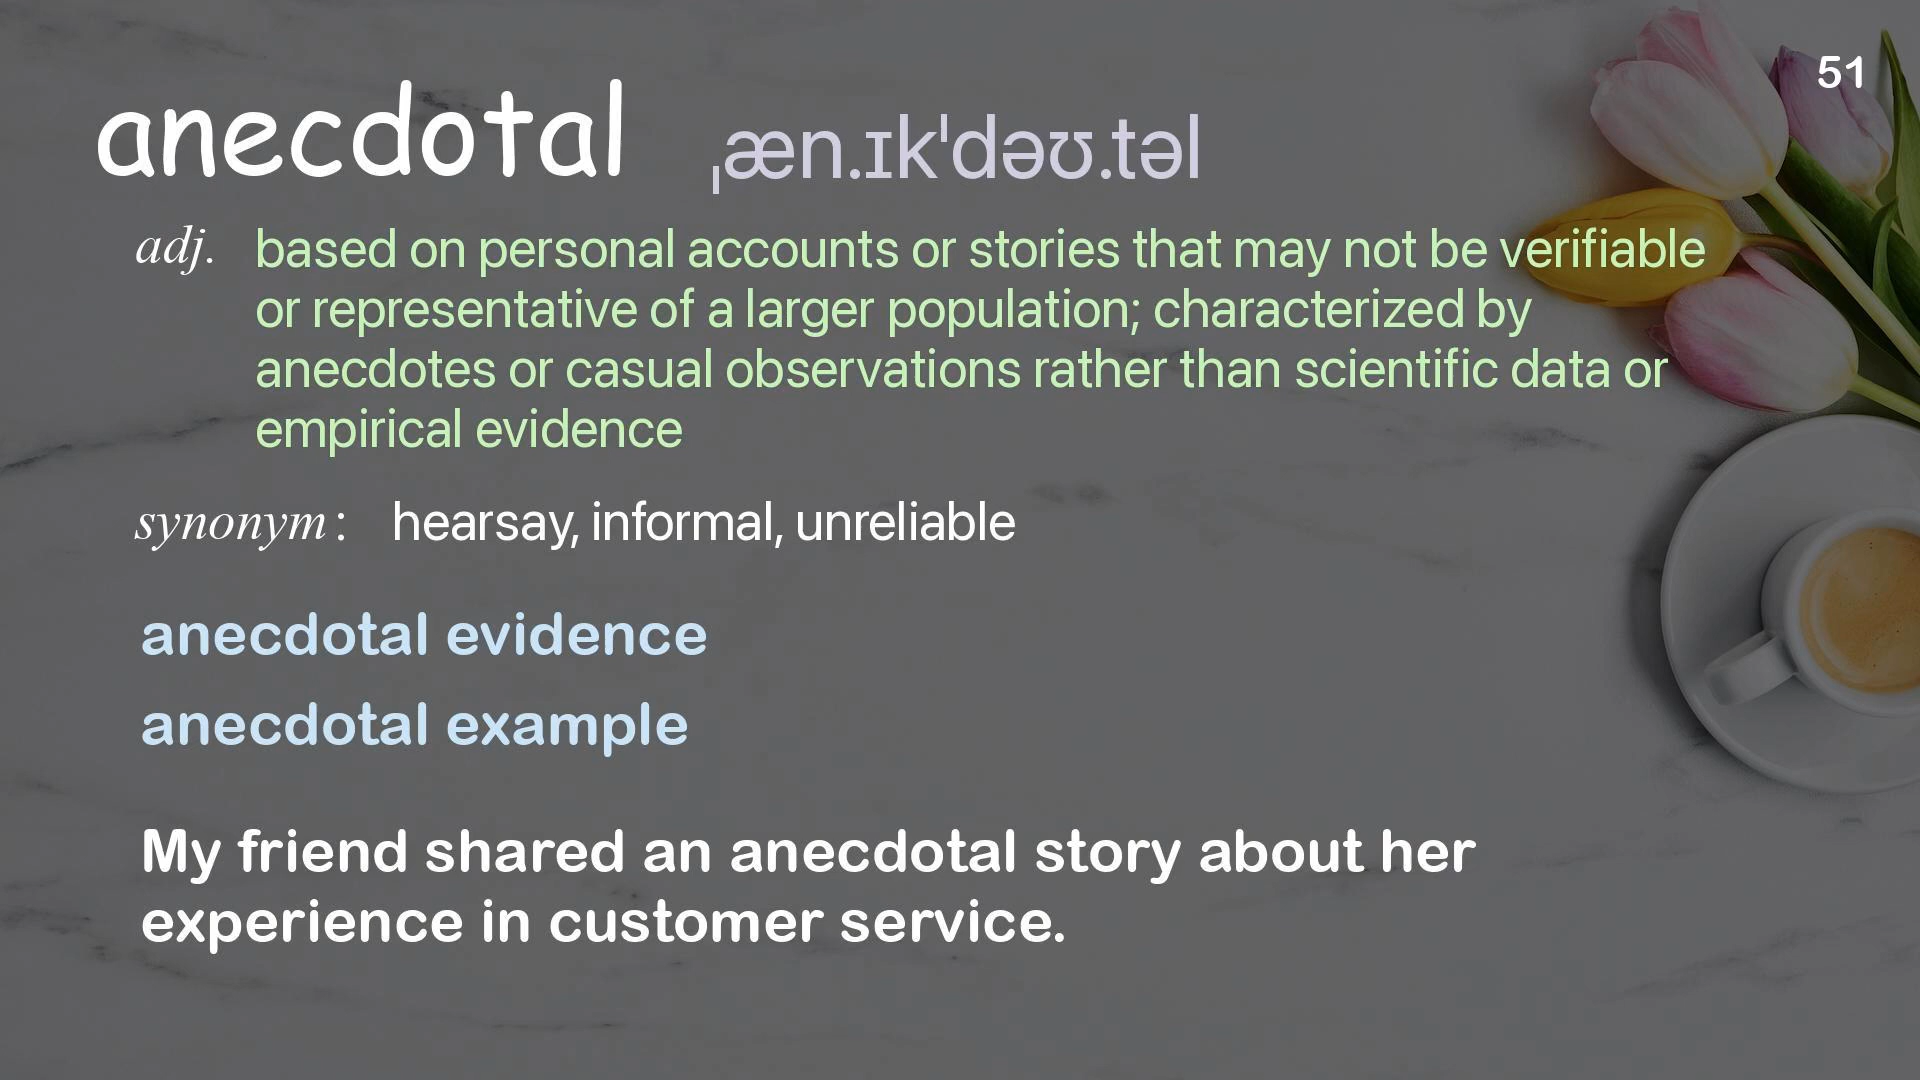 51
anecdotal ˌæn.ɪkˈdəʊ.təl
adj. based on personal accounts or stories that may not be verifiable
or representative of a larger population; characterized by
anecdotes or casual observations rather than scientific data or
empirical evidence
synonym: hearsay, informal, unreliable
anecdotal evidence
anecdotal example
My friend shared an anecdotal story about her
experience in customer service.